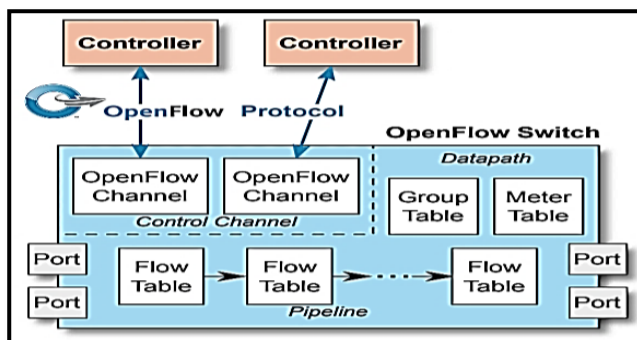 Controller Controller
OpenFlow Protocol
OpenFlow Switch
Datapath
OpenFlow Channel
OpenFlow Channel
Control Channel
Group Table
Meter Table
Port
Port
Flow Table
Flow Table
Flow Table
Pipeline
Port
Port